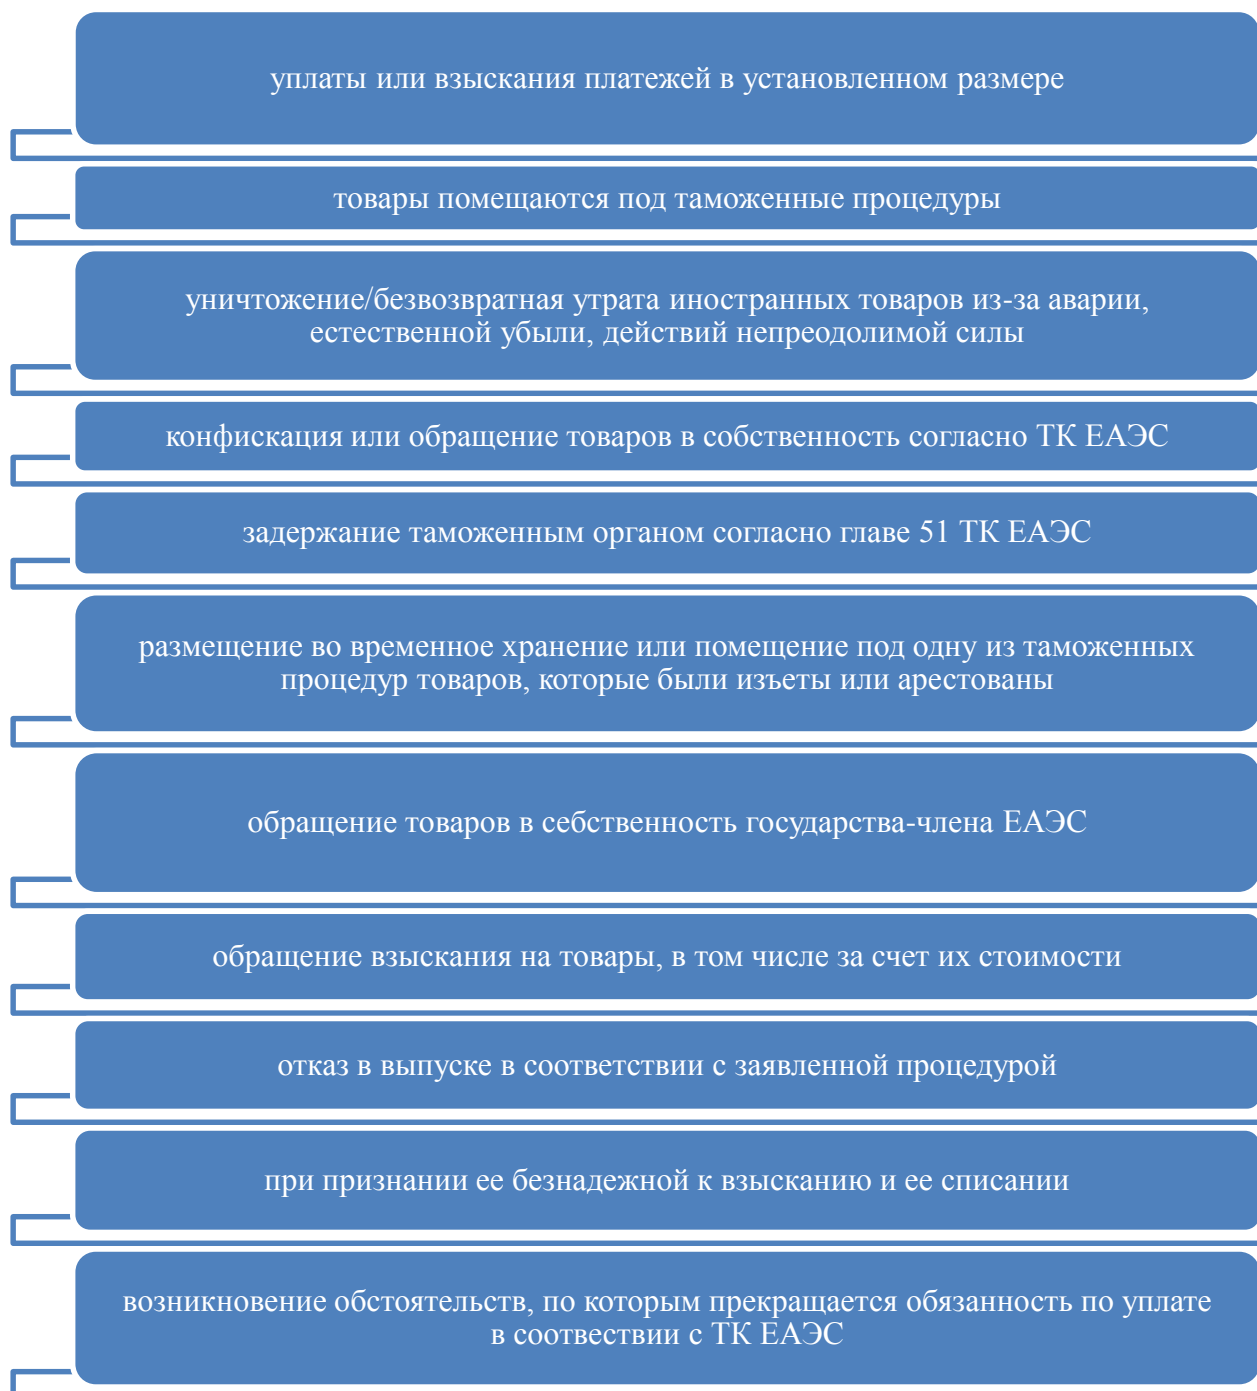 уплаты или взыскания платежей в установленном размере
товары помещаются под таможенные процедуры
уничтожение/безвозвратная утрата иностранных товаров из-за аварии,
естественной убыли, действий непреодолимой силы
конфискация или обращение товаров в собственность согласно ТК ЕАЭС
задержание таможенным органом согласно главе 51 ТК ЕАЭС
размещение во временное хранение или помещение под одну из таможенных
процедур товаров, которые были изъеты или арестованы
обращение товаров в себственность государства-члена ЕАЭС
обращение взыскания на товары, в том числе за счет их стоимости
отказ в выпуске в соответствии с заявленной процедурой
при признании ее безнадежной к взысканию и ее списании
возникновение обстоятельств, по которым прекращается обязанность по уплате
в соотвествии с ТК ЕАЭС